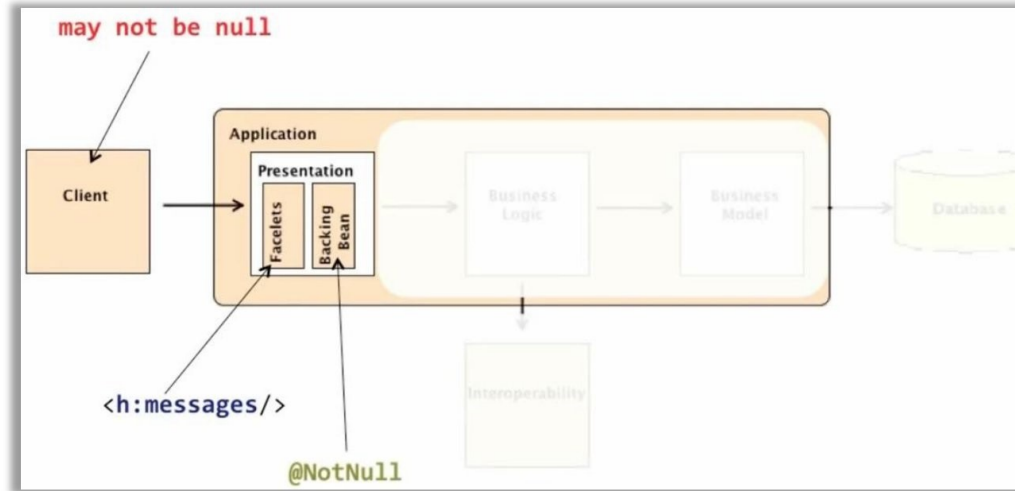 may not be null
Application
Presentation
Client
Facelets
Backing
Bean
Business
Logic
Business
Model
Database
<h:messages/>
Interoperability
@NotNull